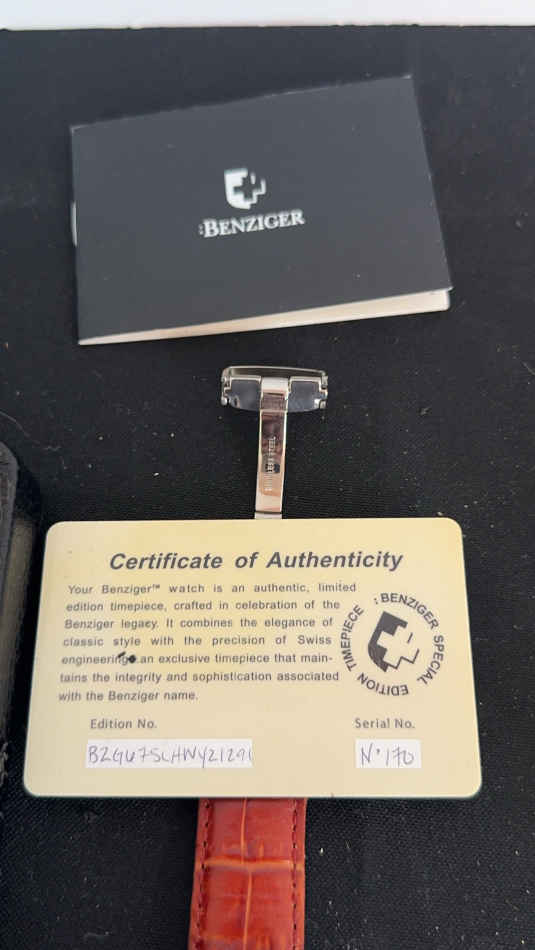 :BENZIGER
STAINLESS STEEL
Certificate of Authenticity
Your Benziger™ watch is an authentic, limited
edition timepiece, crafted in celebration of the
Benziger legacy. It combines the elegance of
classic style with the precision of Swiss
engineering an exclusive timepiece that main-
tains the integrity and sophistication associated
with the Benziger name.
:BENZIGER SPECIAL EDITION TIMEPIECE
Edition No.
Serial No.
N° 170